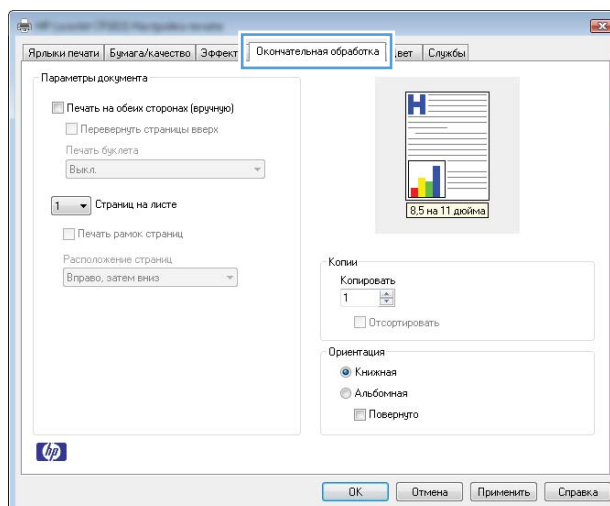 Ярлыки печати
Бумага/качество
Эффект
Окончательная обработка
вет
Службы
Параметры документа
Печать на обеих сторонах (вручную)
Перевернуть страницы вверх
Печать буклета
Выкл.
1 Страниц на листе
Печать рамок страниц
Расположение страниц
Вправо, затем вниз
H
8,5 на 11 дюйма
Копии
Копировать
1
Отсортировать
Ориентация
Книжная
Альбомная
Повернуто
hp
OK
Отмена
Применить
Справка